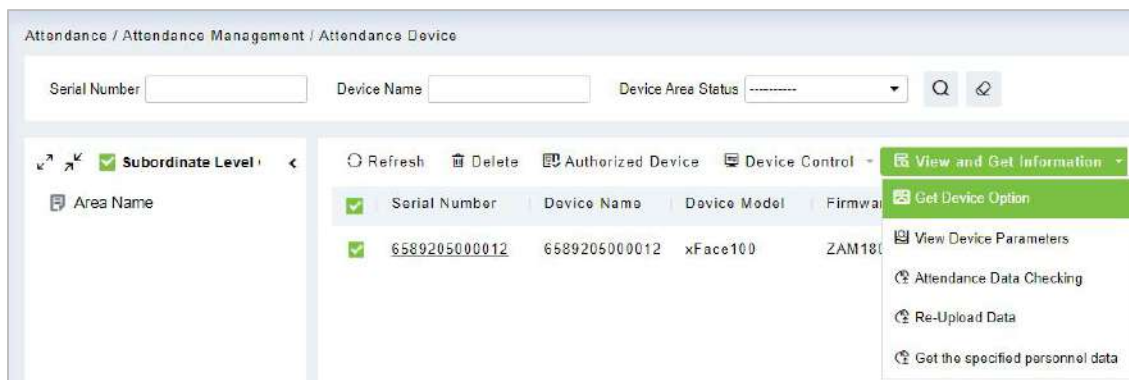 Attendance / Attendance Management / Attendance Device
Serial Number Device Name Device Area Status ----------
Subordinate Level
Refresh Delete Authorized Device Device Control View and Get Information
Area Name
Serial Number Device Name Device Model Firmwar
Get Device Option
View Device Parameters
6589205000012 6589205000012 xFace100 ZAM180
Attendance Data Checking
Re-Upload Data
Get the specified personnel data